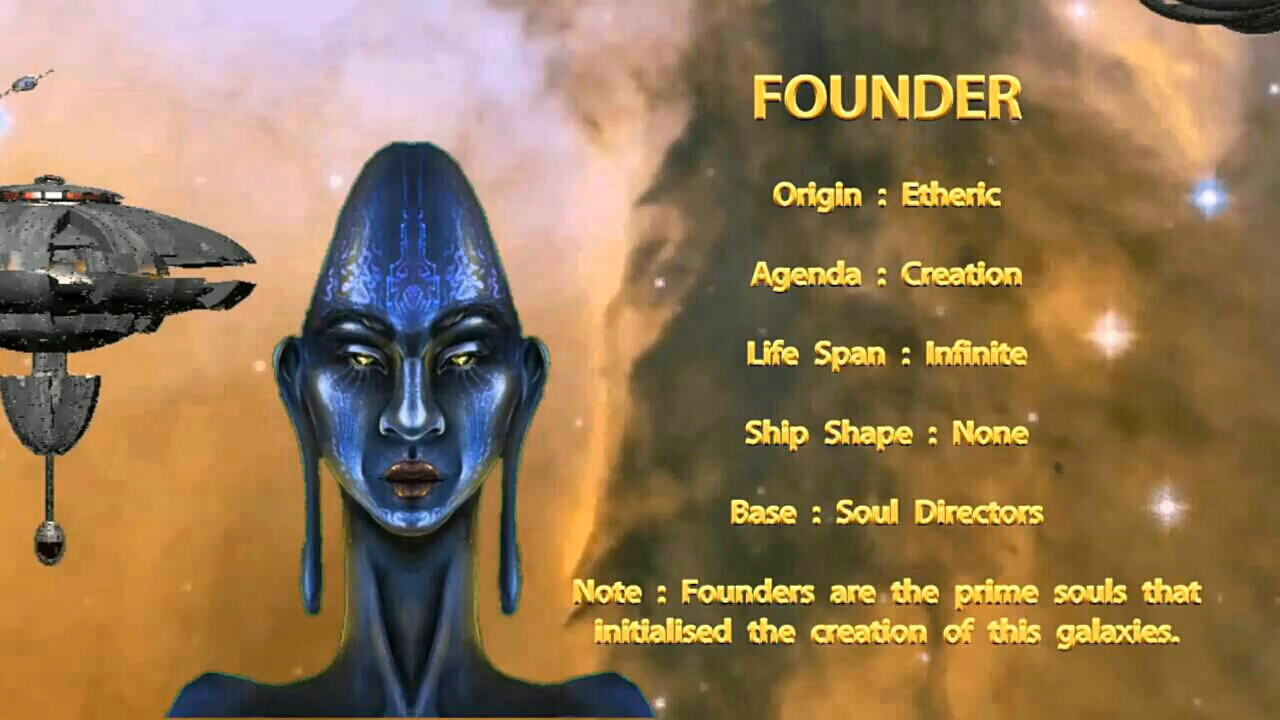 FOUNDER
Origin : Etheric
Agenda : Creation
Life Span : Infinite
Ship Shape : None
Base : Soul Directors
Note : Founders are the prime souls that
initialised the creation of this galaxies.